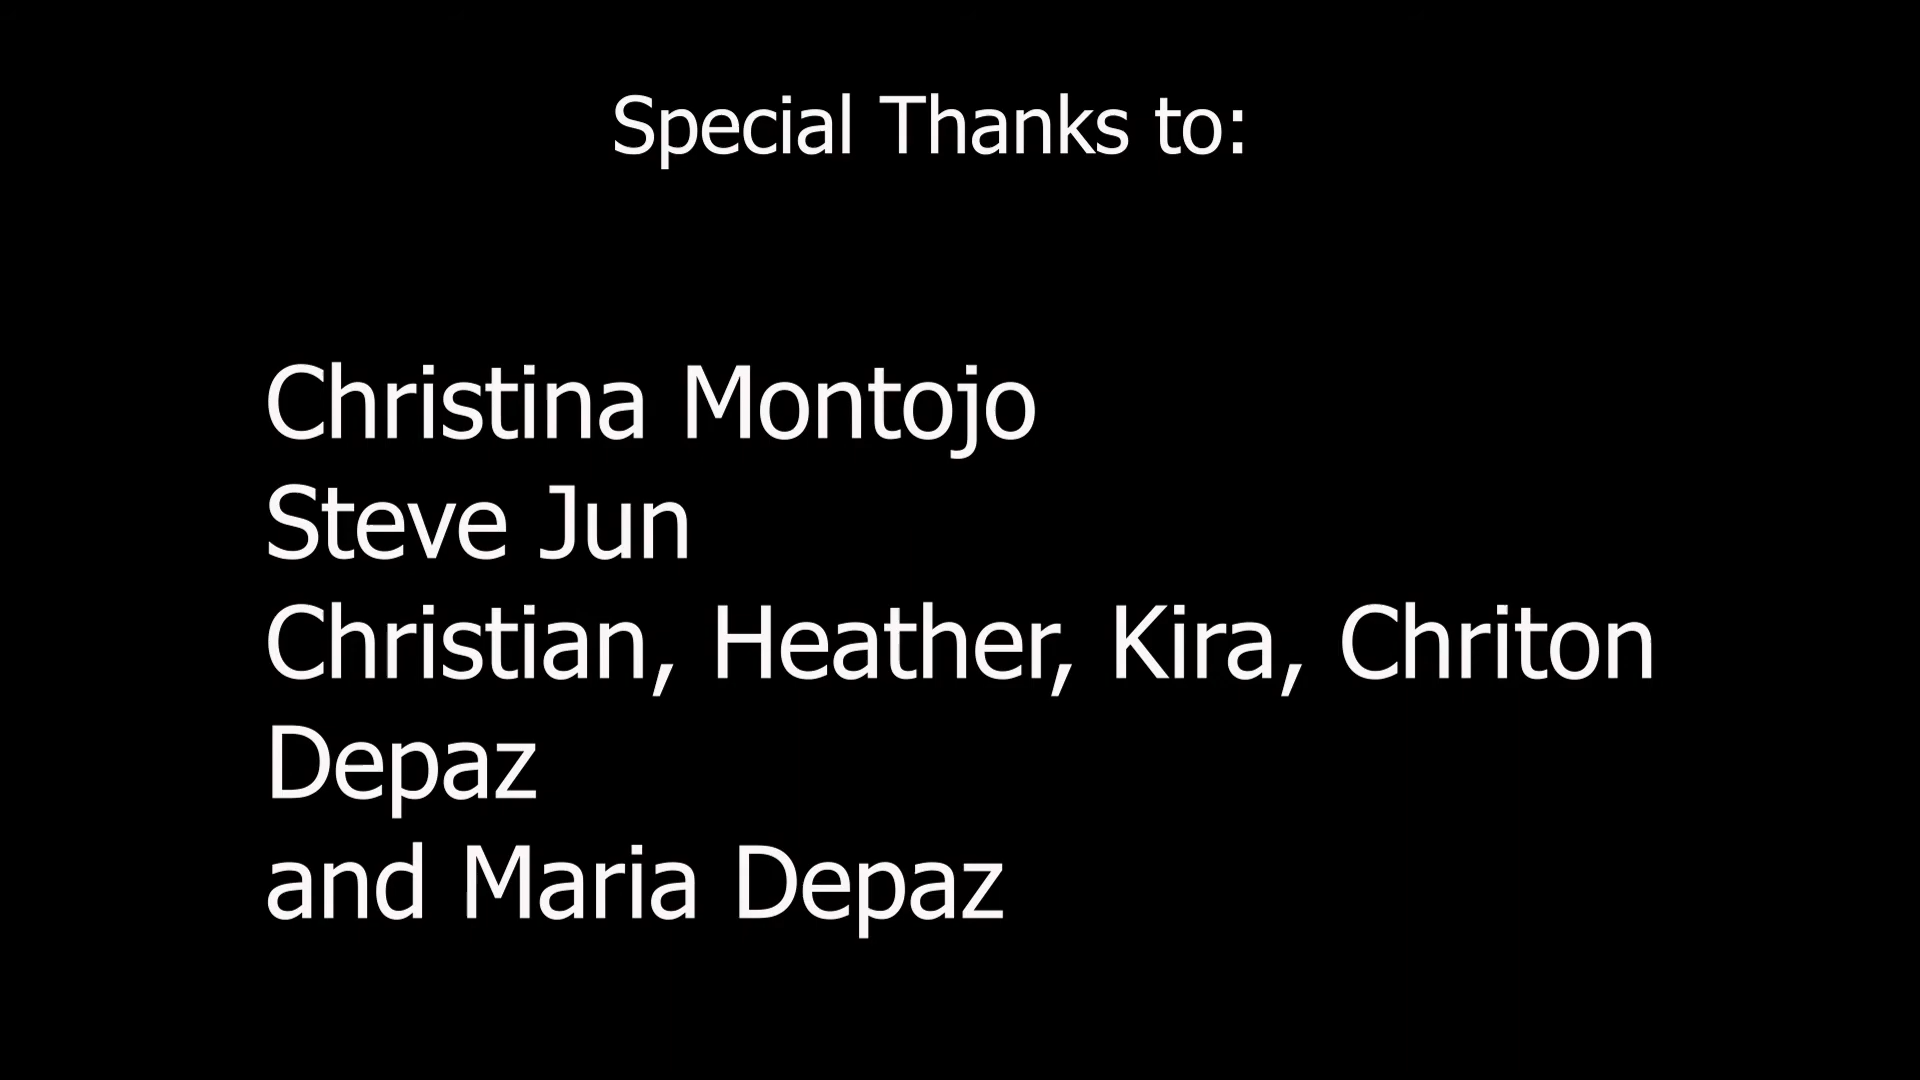 Special Thanks to:
Christina Montojo
Steve Jun
Christian, Heather, Kira, Chriton
Depaz
and Maria Depaz